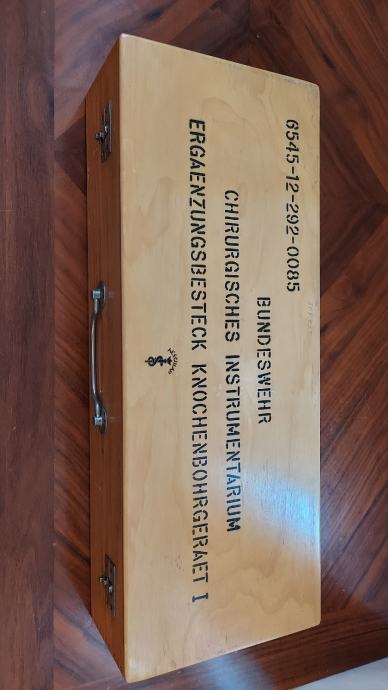 6545-12-292-0085
BUNDESWEHR
CHIRURGISCHES INSTRUMENTARIUM
ERGAENZUNGSBESTECK KNOCHENBOHRGERAET I